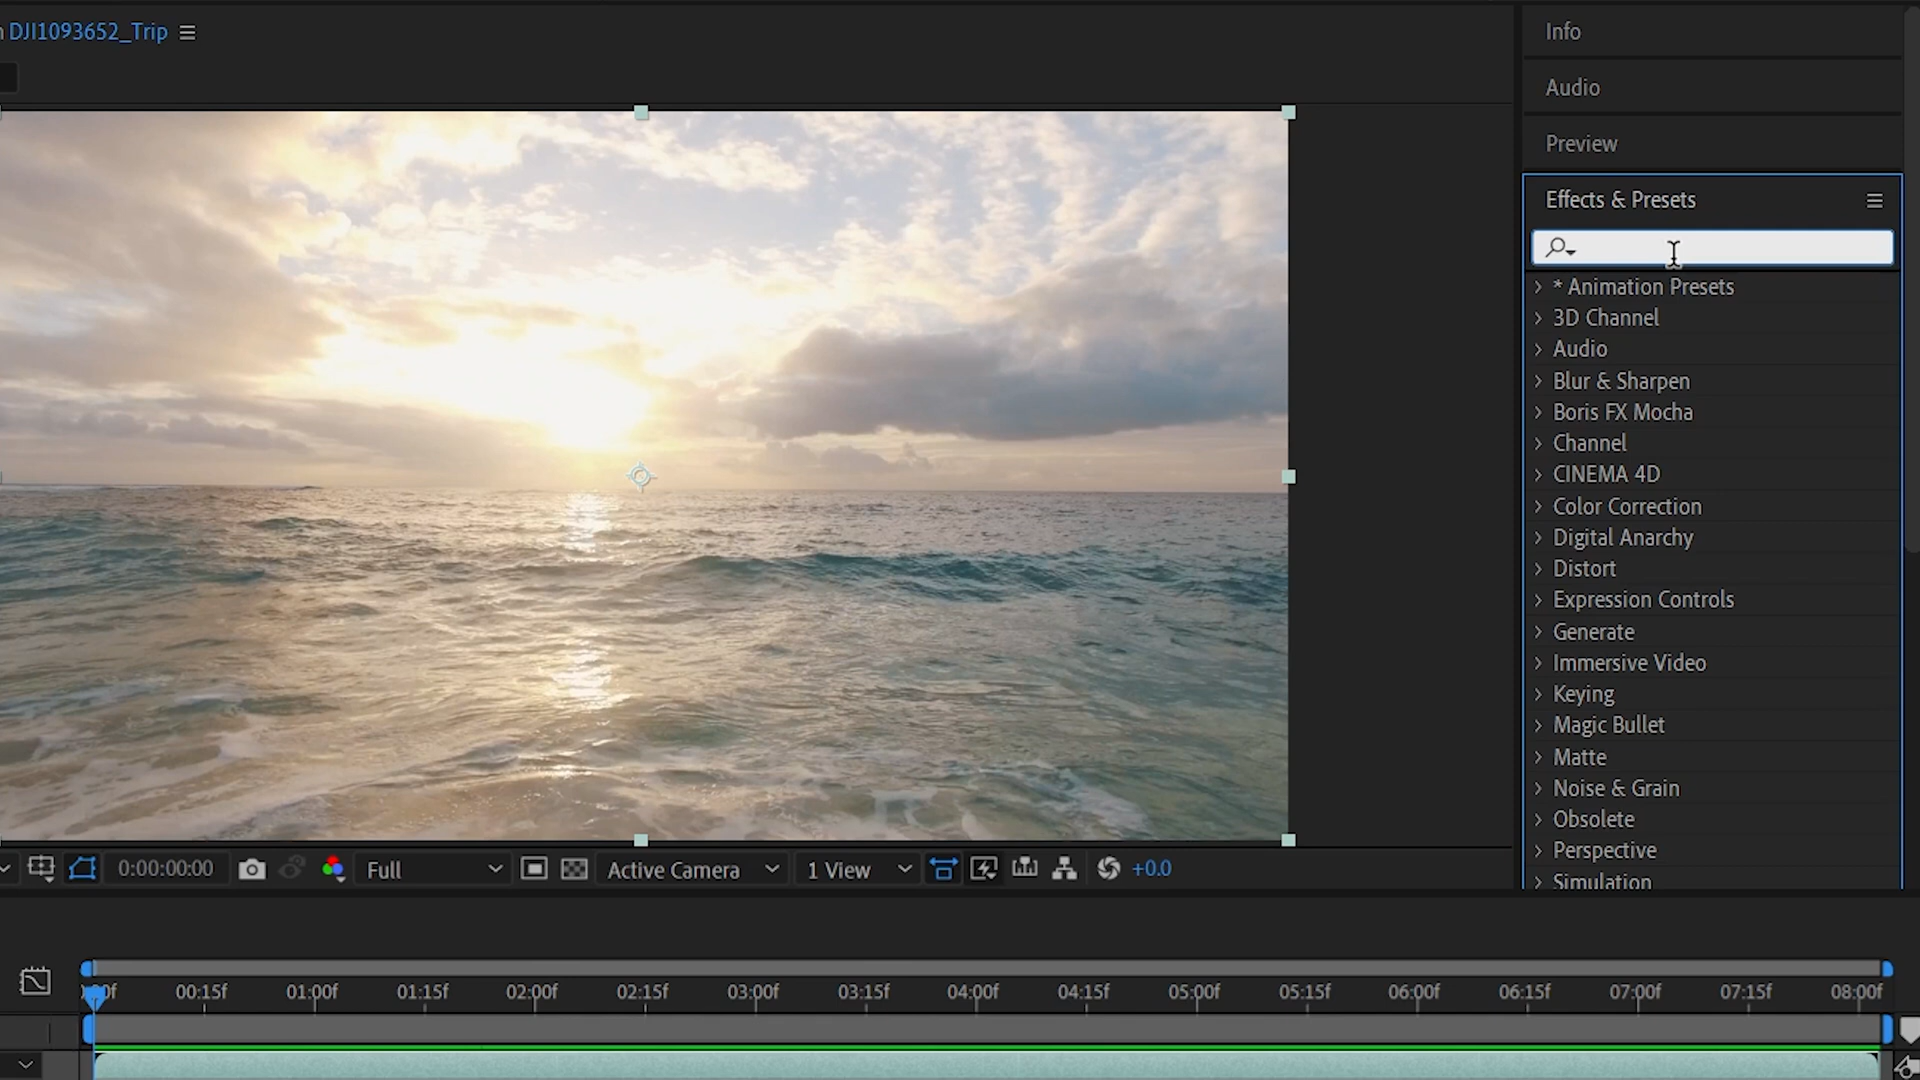 DJI1093652_Trip
Info
Audio
Preview
Effects & Presets
* Animation Presets
3D Channel
Audio
Blur & Sharpen
Boris FX Mocha
Channel
CINEMA 4D
Color Correction
Digital Anarchy
Distort
Expression Controls
Generate
Immersive Video
Keying
Magic Bullet
Matte
Noise & Grain
Obsolete
Perspective
Simulation
0:00:00:00 Full Active Camera 1 View +0.0
00:15f 01:00f 01:15f 02:00f 02:15f 03:00f 03:15f 04:00f 04:15f 05:00f 05:15f 06:00f 06:15f 07:00f 07:15f 08:00f